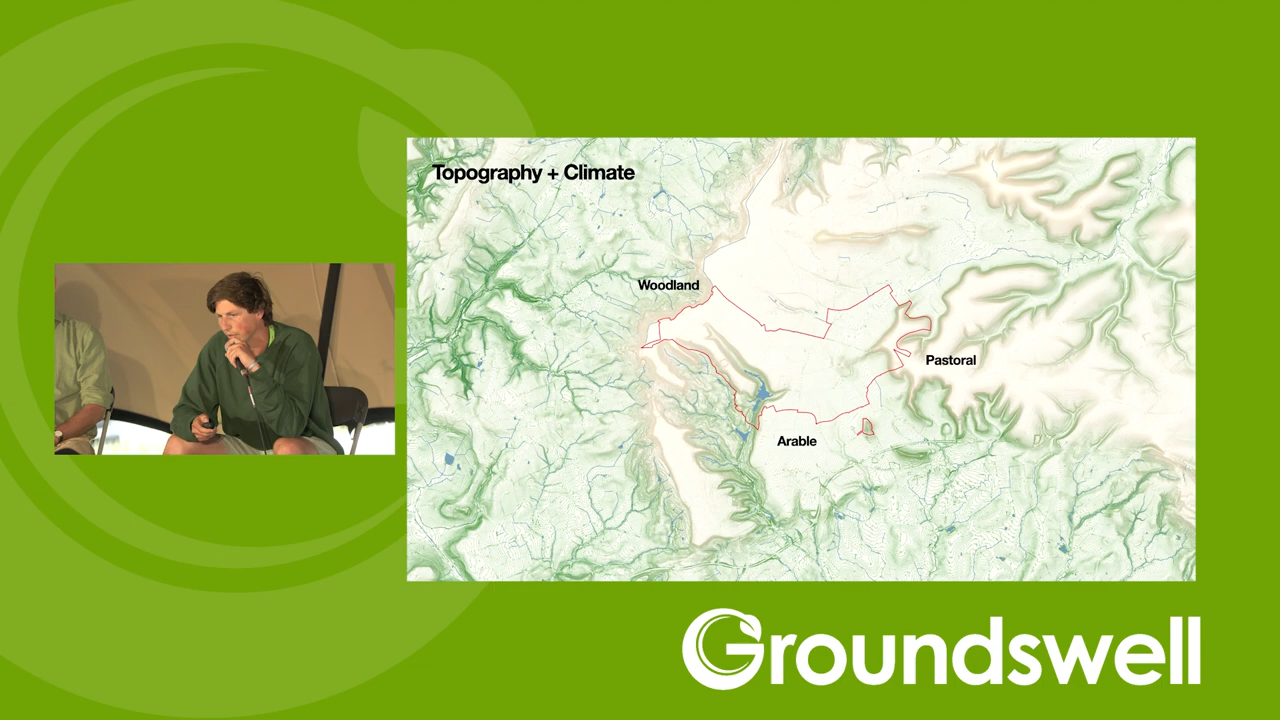 Topography + Climate
Woodland
Pastoral
Arable
Groundswell